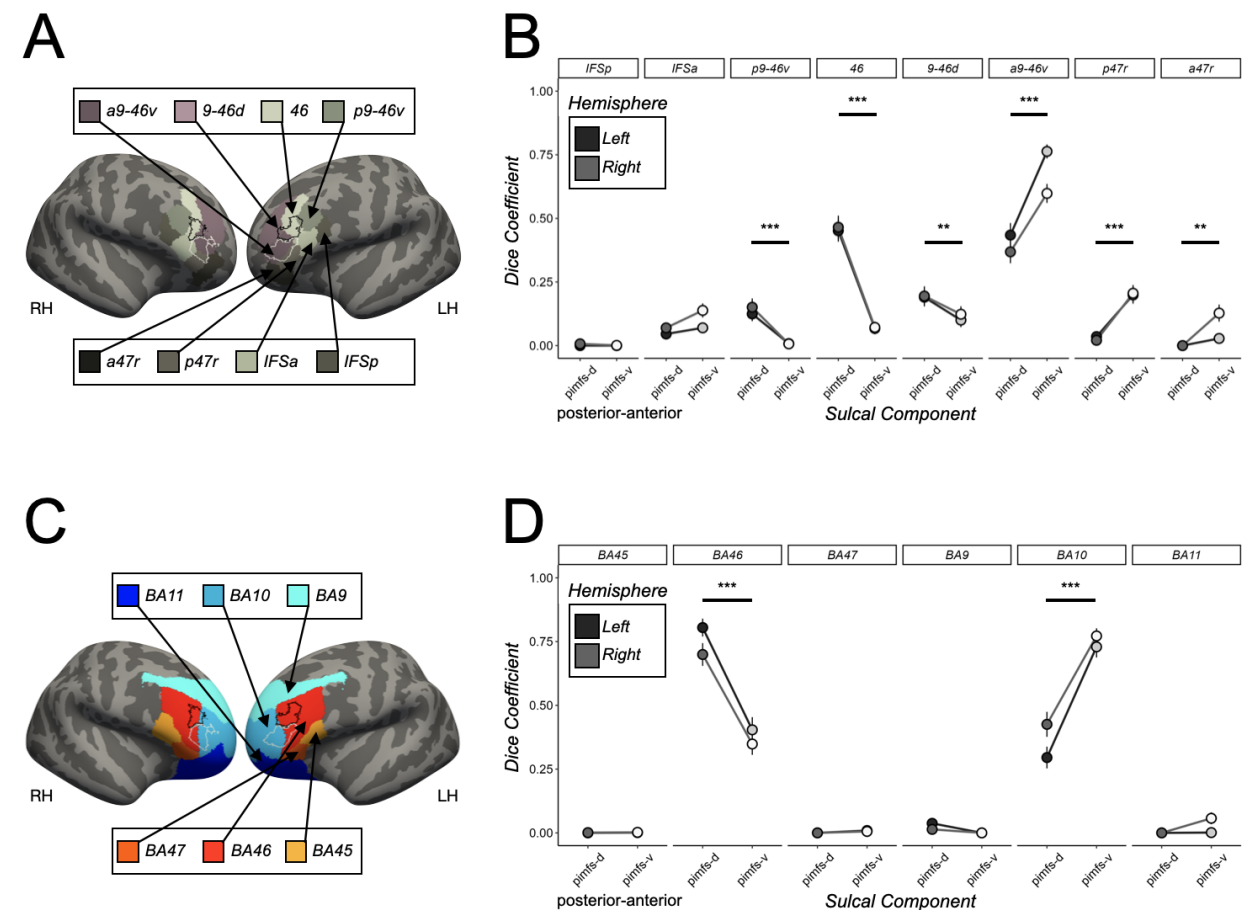 A
a9-46v 9-46d 46 p9-46v
RH
LH
a47r p47r IFSa IFSp
B
IFSp IFSa p9-46v 46 9-46d a9-46v p47r a47r
Hemisphere
Left
Right
*** *** *** ** *** **
Dice Coefficient
1.00
0.75
0.50
0.25
0.00
pimfs-d pimfs-v pimfs-d pimfs-v pimfs-d pimfs-v pimfs-d pimfs-v pimfs-d pimfs-v pimfs-d pimfs-v pimfs-d pimfs-v pimfs-d pimfs-v
posterior-anterior
Sulcal Component
C
BA11 BA10 BA9
RH
LH
BA47 BA46 BA45
D
BA45 BA46 BA47 BA9 BA10 BA11
Hemisphere
Left
Right
*** ***
Dice Coefficient
1.00
0.75
0.50
0.25
0.00
pimfs-d pimfs-v pimfs-d pimfs-v pimfs-d pimfs-v pimfs-d pimfs-v pimfs-d pimfs-v pimfs-d pimfs-v
posterior-anterior
Sulcal Component